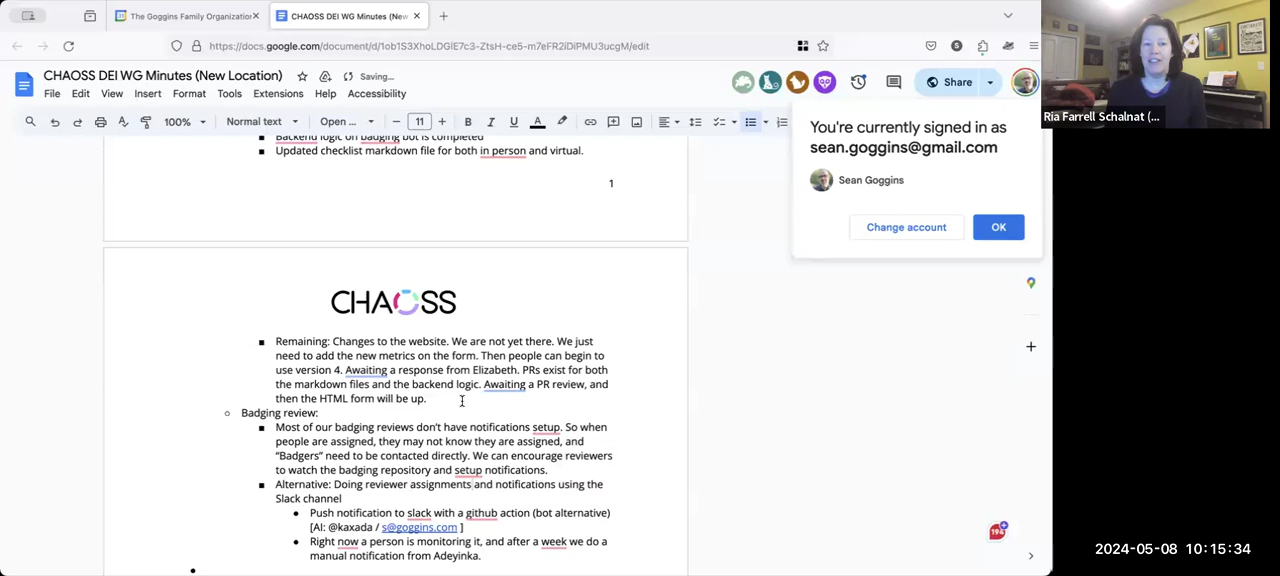 The Goggins Family Organization
CHAOSS DEI WG Minutes (New
https://docs.google.com/document/d/1ob1S3XhoLDGlE7c3-ZtsH-ce5-m7eFR2iDiPMU3ucgM/edit
CHAOSS DEI WG Minutes (New Location)
Saving...
File Edit View Insert Format Tools Extensions Help Accessibility
Share
100%
Normal text
Open ...
11
B I U A
Backend logic on badging bot is completed
Updated checklist markdown file for both in person and virtual.
1
CHAOSS
Remaining: Changes to the website. We are not yet there. We just
need to add the new metrics on the form. Then people can begin to
use version 4. Awaiting a response from Elizabeth. PRs exist for both
the markdown files and the backend logic. Awaiting a PR review, and
then the HTML form will be up.
Badging review:
Most of our badging reviews don't have notifications setup. So when
people are assigned, they may not know they are assigned, and
“Badgers” need to be contacted directly. We can encourage reviewers
to watch the badging repository and setup notifications.
Alternative: Doing reviewer assignments and notifications using the
Slack channel
Push notification to slack with a github action (bot alternative)
[AI: @kaxada / s@goggins.com ]
Right now a person is monitoring it, and after a week we do a
manual notification from Adeyinka.
You're currently signed in as
sean.goggins@gmail.com
Sean Goggins
Change account
OK
194
Ria Farrell Schalnat (...
2024-05-08 10:15:34